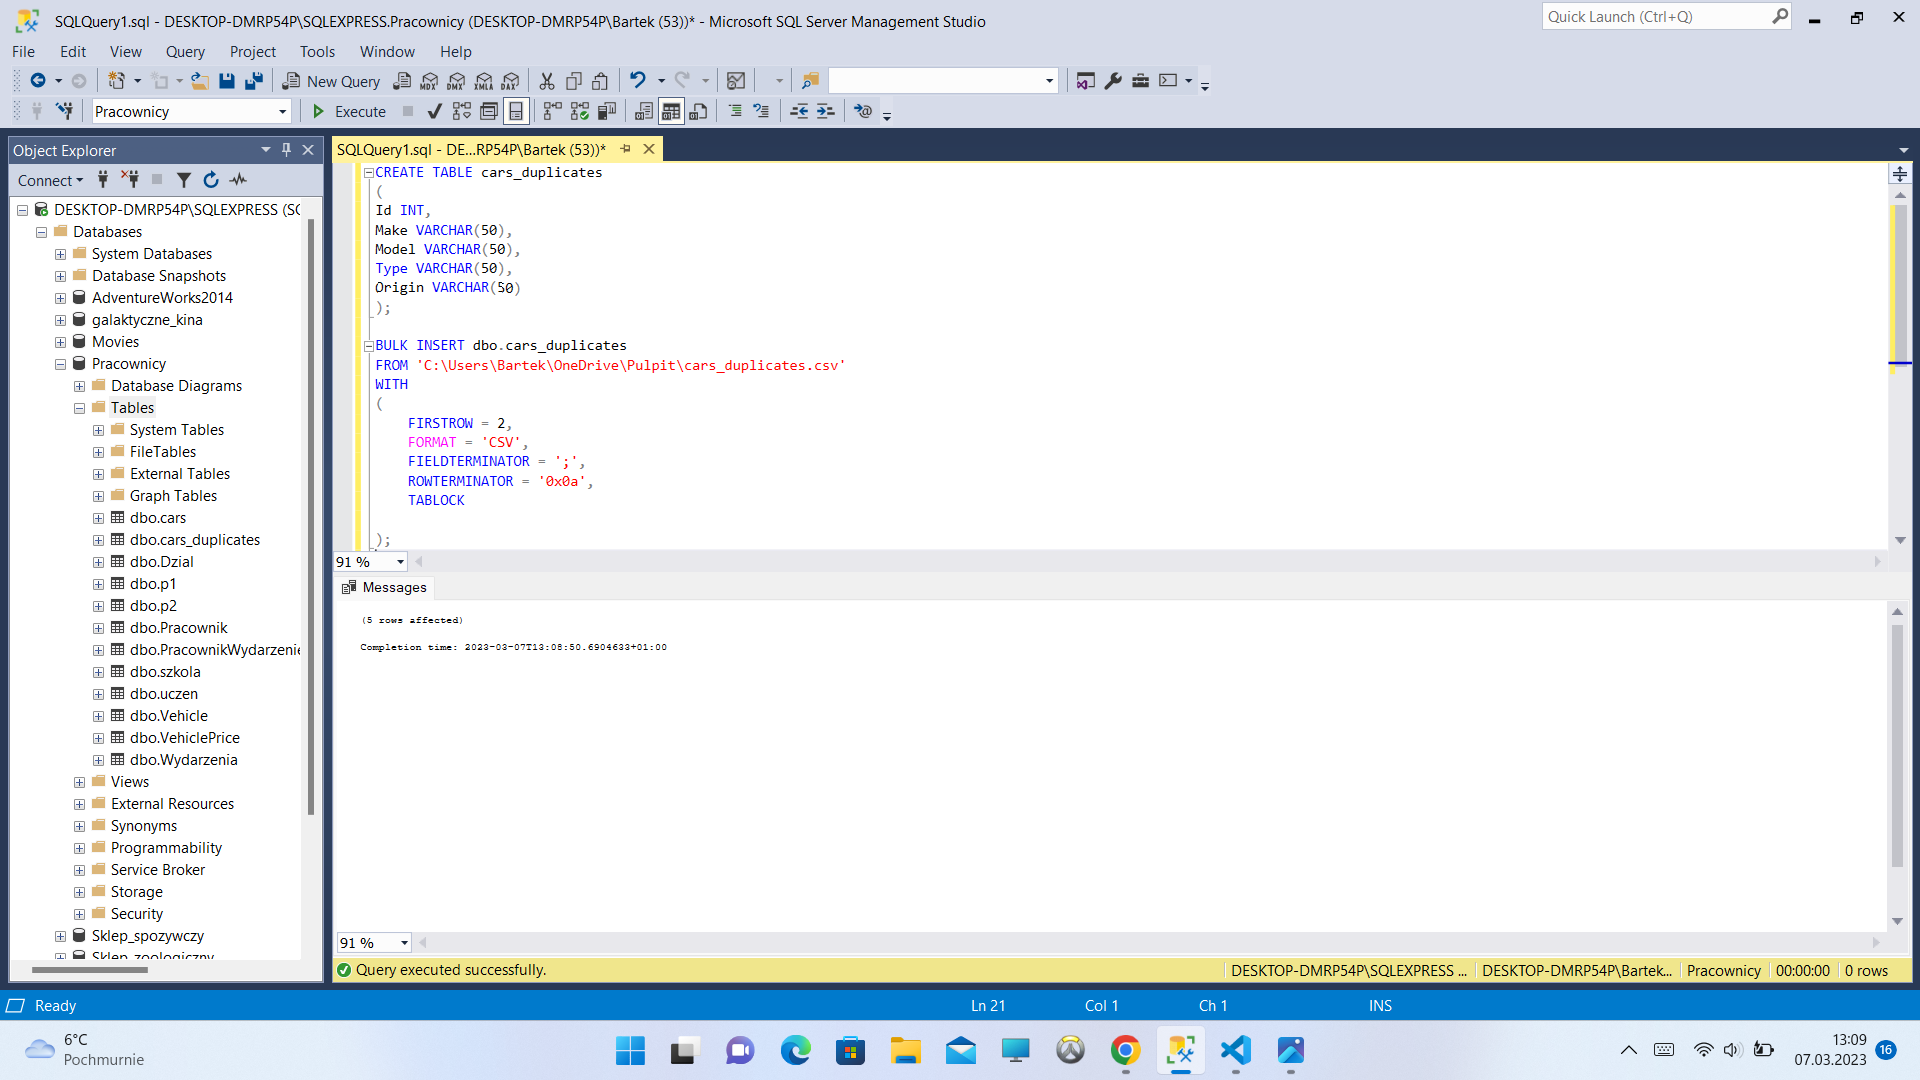 SQLQuery1.sql - DESKTOP-DMRP54P\SQLEXPRESS.Pracownicy (DESKTOP-DMRP54P\Bartek (53))* - Microsoft SQL Server Management Studio
Quick Launch (Ctrl+Q)
File Edit View Query Project Tools Window Help
New Query MDX DMX XMLA DAX
Pracownicy Execute
Object Explorer
SQLQuery1.sql - DE...RP54P\Bartek (53))*
Connect
DESKTOP-DMRP54P\SQLEXPRESS (SQ
Databases
System Databases
Database Snapshots
AdventureWorks2014
galaktyczne_kina
Movies
Pracownicy
Database Diagrams
Tables
System Tables
FileTables
External Tables
Graph Tables
dbo.cars
dbo.cars_duplicates
dbo.Dzial
dbo.p1
dbo.p2
dbo.Pracownik
dbo.PracownikWydarzenie
dbo.szkola
dbo.uczen
dbo.Vehicle
dbo.VehiclePrice
dbo.Wydarzenia
Views
External Resources
Synonyms
Programmability
Service Broker
Storage
Security
Sklep_spozywczy
Sklep_zoologiczny
CREATE TABLE cars_duplicates
(
Id INT,
Make VARCHAR(50),
Model VARCHAR(50),
Type VARCHAR(50),
Origin VARCHAR(50)
);
BULK INSERT dbo.cars_duplicates
FROM 'C:\Users\Bartek\OneDrive\Pulpit\cars_duplicates.csv'
WITH
(
FIRSTROW = 2,
FORMAT = 'CSV',
FIELDTERMINATOR = ';',
ROWTERMINATOR = '0x0a',
TABLOCK
);
91 %
Messages
(5 rows affected)
Completion time: 2023-03-07T13:08:50.6904633+01:00
91 %
Query executed successfully.
DESKTOP-DMRP54P\SQLEXPRESS ... DESKTOP-DMRP54P\Bartek... Pracownicy 00:00:00 0 rows
Ready Ln 21 Col 1 Ch 1 INS
6°C
Pochmurnie
13:09
07.03.2023
16